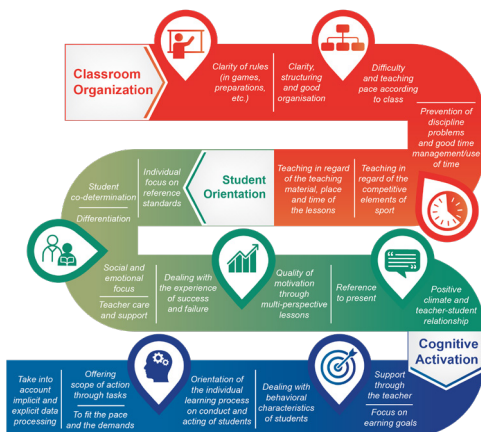 Classroom
Organization
Clarity of rules
(in games,
preparations,
etc.)
Clarity,
structuring
and good
organisation
Difficulty
and teaching
pace according
to class
Prevention of
discipline
problems
and good time
management/use
of time
Teaching in regard
of the competitive
elements of
sport
Teaching in regard
of the teaching
material, place
and time of
the lessons
Student
Orientation
Individual
focus on
reference
standards
Student
co-determination
Differentiation
Social and
emotional
focus
Teacher care
and support
Dealing with
the experience
of success
and failure
Quality of
motivation
through
multi-perspective
lessons
Reference
to present
Positive
climate and
teacher-student
relationship
Cognitive
Activation
Support
through
the teacher
Focus on
earning goals
Dealing with
behavioral
characteristics
of students
Orientation of
the individual
learning process
on conduct and
acting of students
Offering
scope of action
through tasks
To fit the pace
and the demands
Take into
account
implicit and
explicit data
processing